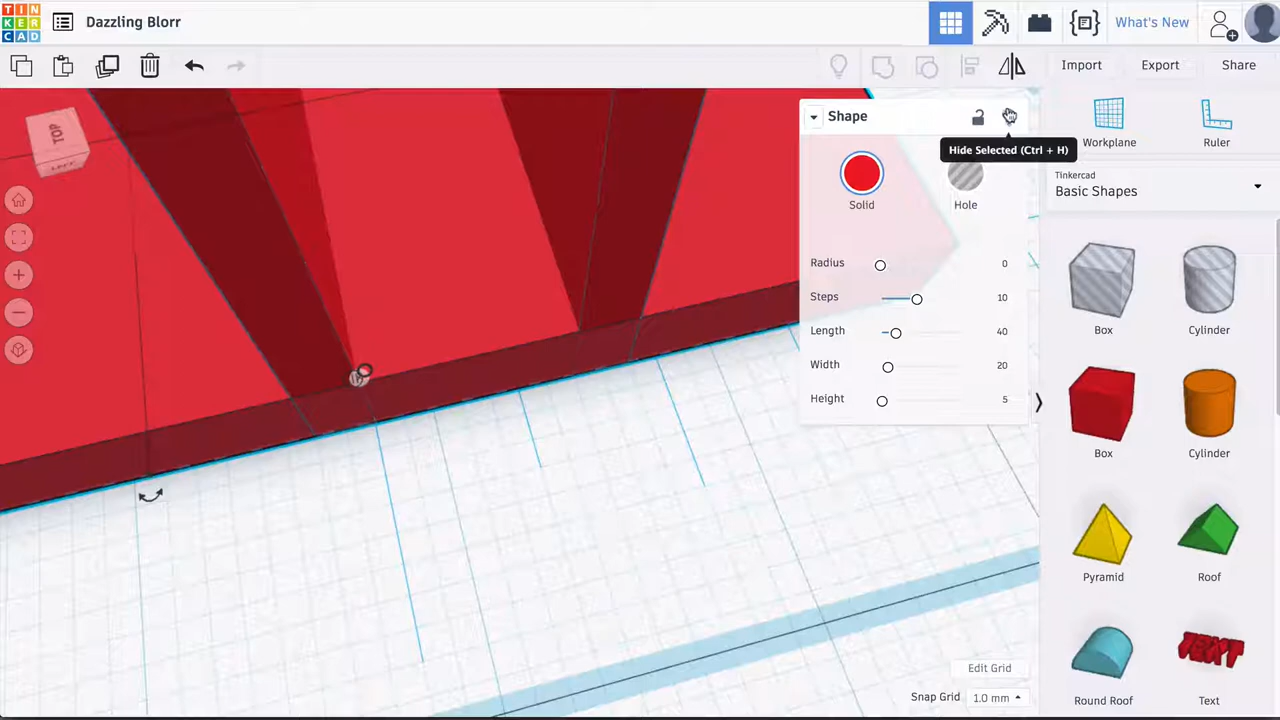 TIN
KER
CAD
Dazzling Blorr
What's New
Import
Export
Share
TOP
LEFT
Shape
Hide Selected (Ctrl + H)
Solid
Hole
Radius 0
Steps 10
Length 40
Width 20
Height 5
Workplane
Ruler
Tinkercad
Basic Shapes
Box
Cylinder
Box
Cylinder
Pyramid
Roof
TEXT
Round Roof
Text
Edit Grid
Snap Grid 1.0 mm